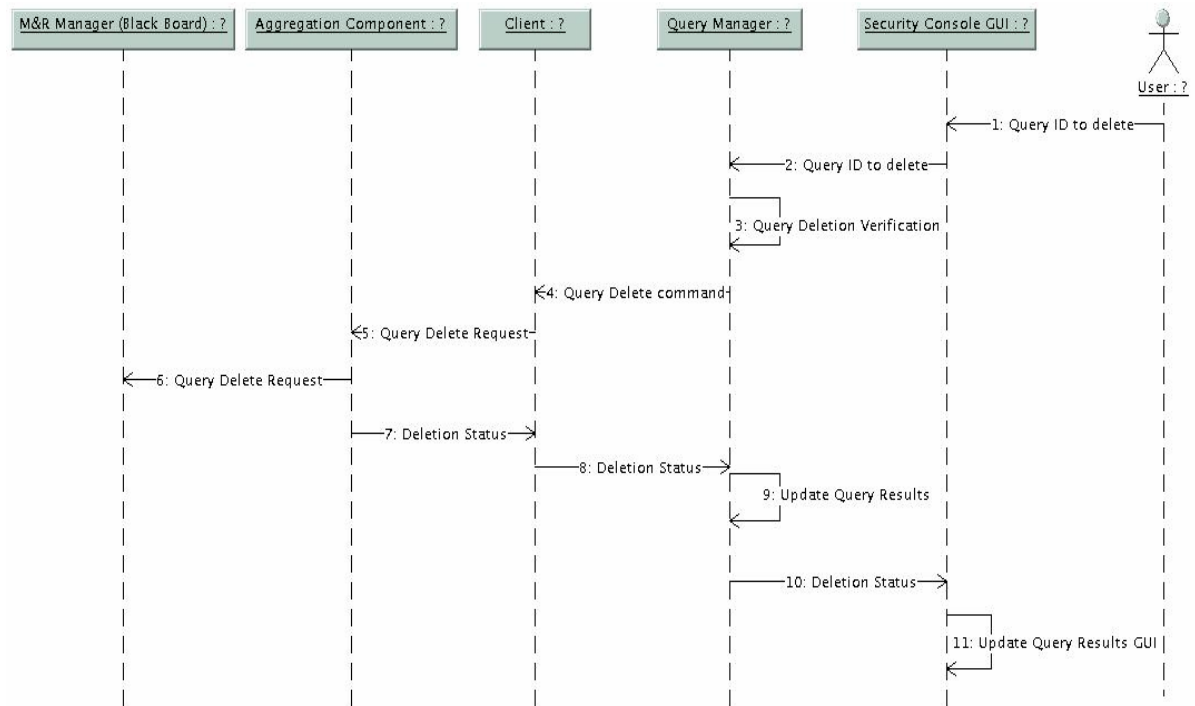 M&R Manager (Black Board) : ?
Aggregation Component : ?
Client : ?
Query Manager : ?
Security Console GUI : ?
User : ?
1: Query ID to delete
2: Query ID to delete
3: Query Deletion Verification
4: Query Delete command
5: Query Delete Request
6: Query Delete Request
7: Deletion Status
8: Deletion Status
9: Update Query Results
10: Deletion Status
11: Update Query Results GUI